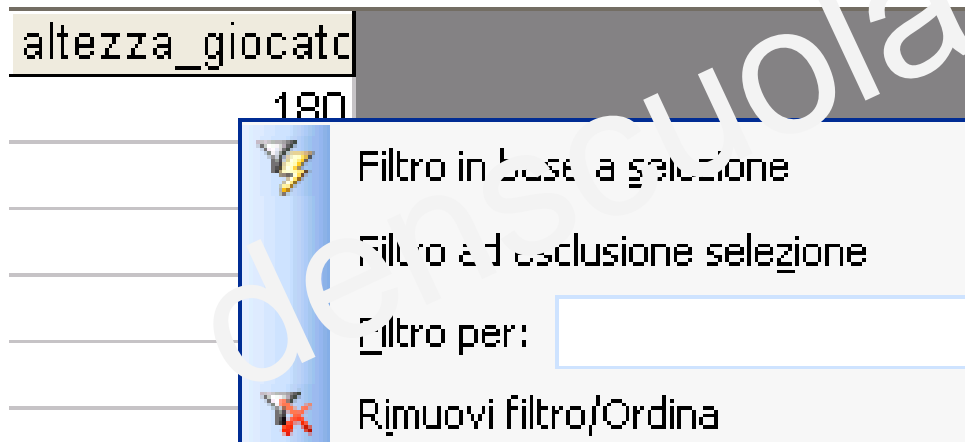 altezza_giocato
180
Filtro in base a selezione
Filtro ad esclusione selezione
Filtro per:
Rimuovi filtro/Ordina
denscuola